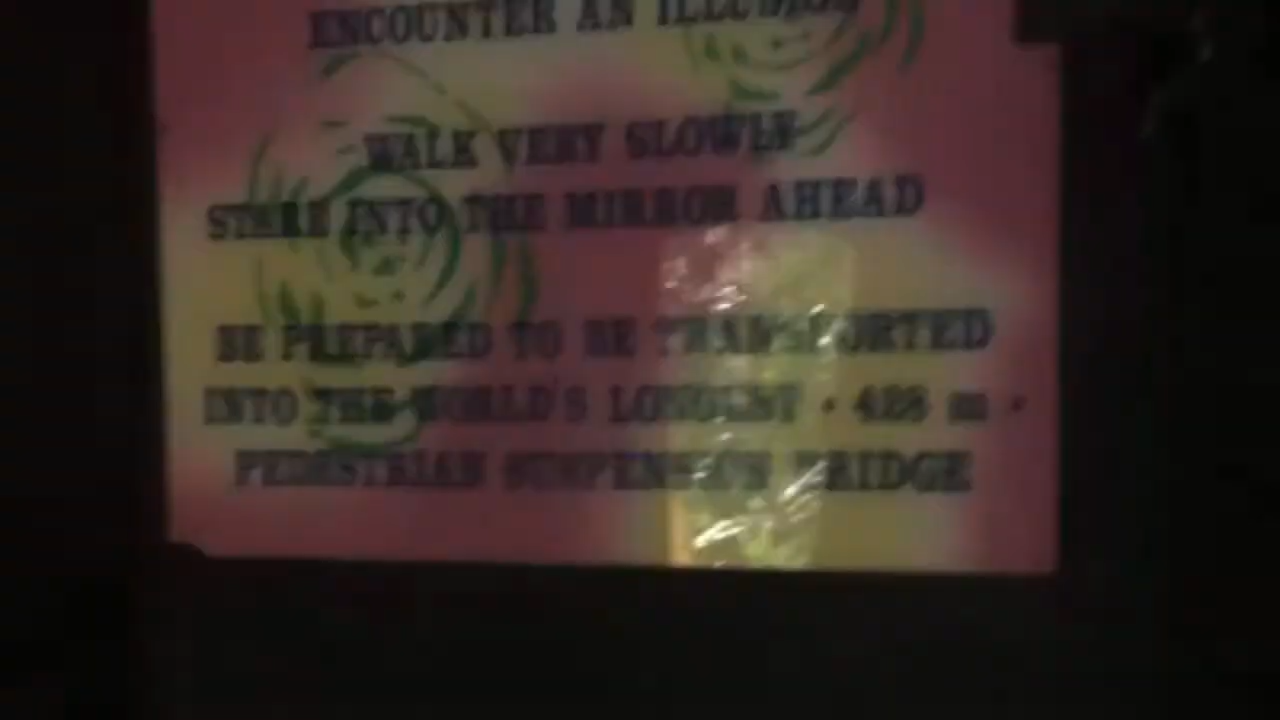 ENCOUNTER AN ILLUSION
WALK VERY SLOWLY
STARE INTO THE MIRROR AHEAD
BE PREPARED TO BE TRANSPORTED
INTO THE WORLD'S LONGEST • m •
PEDESTRIAN SUSPENSION BRIDGE